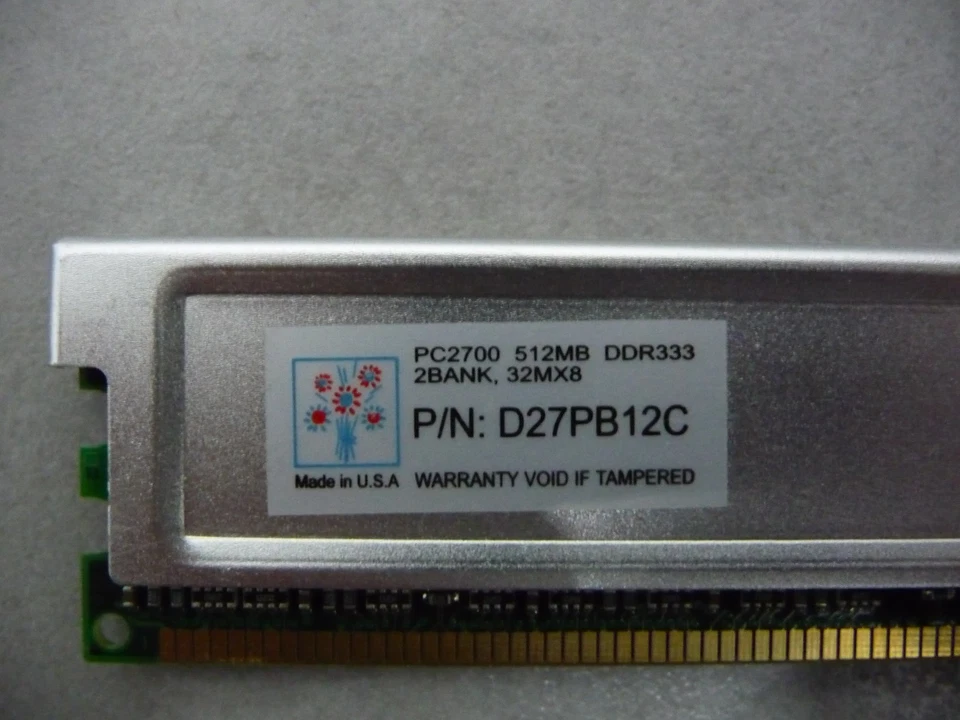 PC2700 512MB DDR333
2BANK, 32MX8
P/N: D27PB12C
Made in U.S.A WARRANTY VOID IF TAMPERED